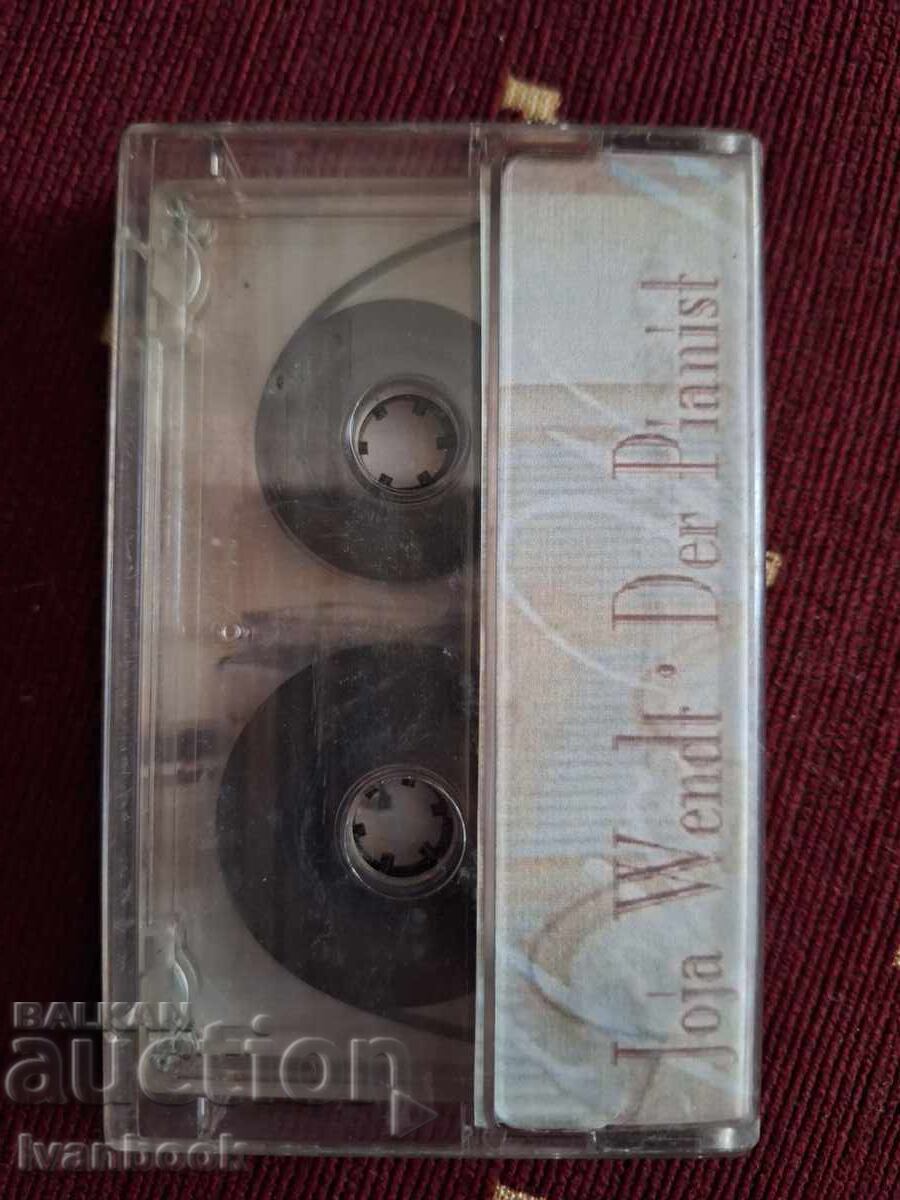 Joja Wendt · Der Pianist
BALKAN
auction
Ivanbook